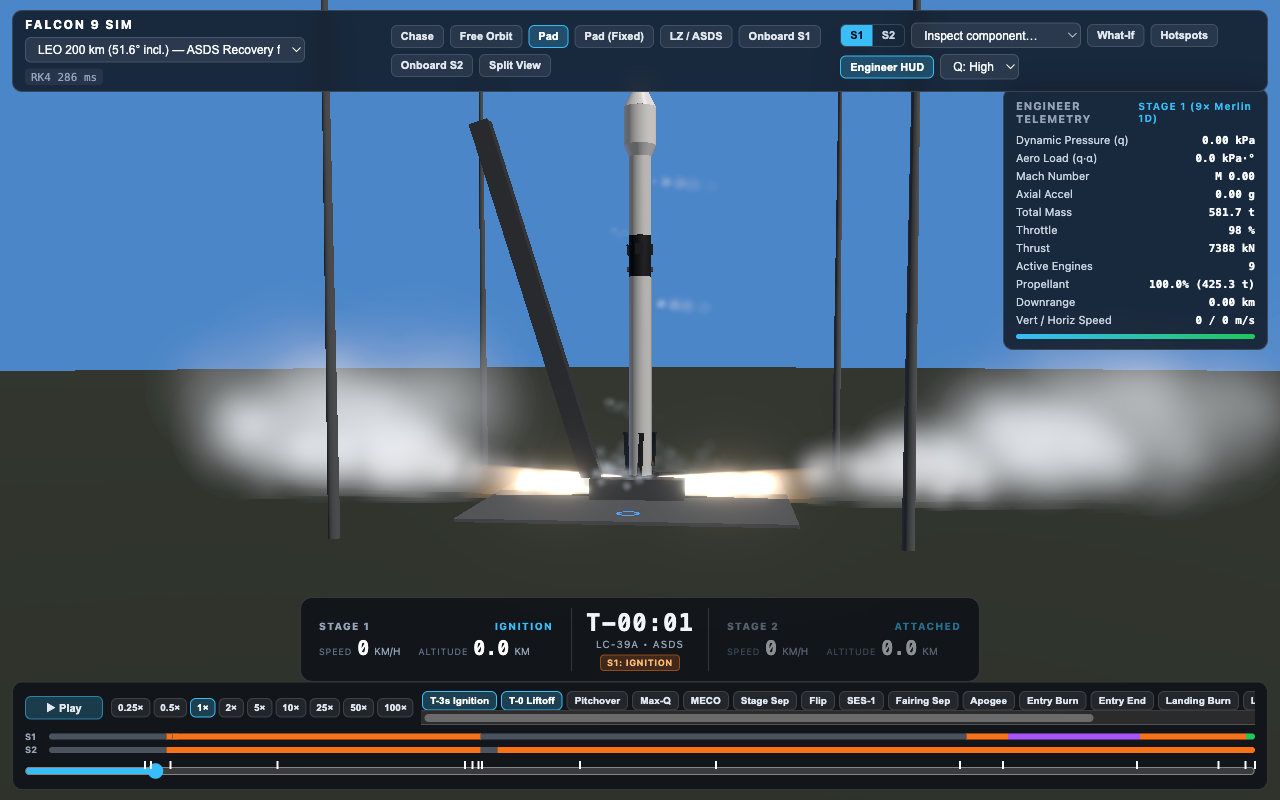 FALCON 9 SIM
LEO 200 km (51.6° incl.) — ASDS Recovery f
RK4 286 ms
Chase
Free Orbit
Pad
Pad (Fixed)
LZ / ASDS
Onboard S1
Onboard S2
Split View
S1
S2
Inspect component...
What-If
Hotspots
Engineer HUD
Q: High
ENGINEER TELEMETRY
STAGE 1 (9× Merlin 1D)
Dynamic Pressure (q) 0.00 kPa
Aero Load (q·α) 0.0 kPa·°
Mach Number M 0.00
Axial Accel 0.00 g
Total Mass 581.7 t
Throttle 98 %
Thrust 7388 kN
Active Engines 9
Propellant 100.0% (425.3 t)
Downrange 0.00 km
Vert / Horiz Speed 0 / 0 m/s
STAGE 1 IGNITION
SPEED 0 KM/H ALTITUDE 0.0 KM
T−00:01
LC-39A • ASDS
S1: IGNITION
STAGE 2 ATTACHED
SPEED 0 KM/H ALTITUDE 0.0 KM
▶ Play
0.25×
0.5×
1×
2×
5×
10×
25×
50×
100×
T-3s Ignition
T-0 Liftoff
Pitchover
Max-Q
MECO
Stage Sep
Flip
SES-1
Fairing Sep
Apogee
Entry Burn
Entry End
Landing Burn
L
S1
S2